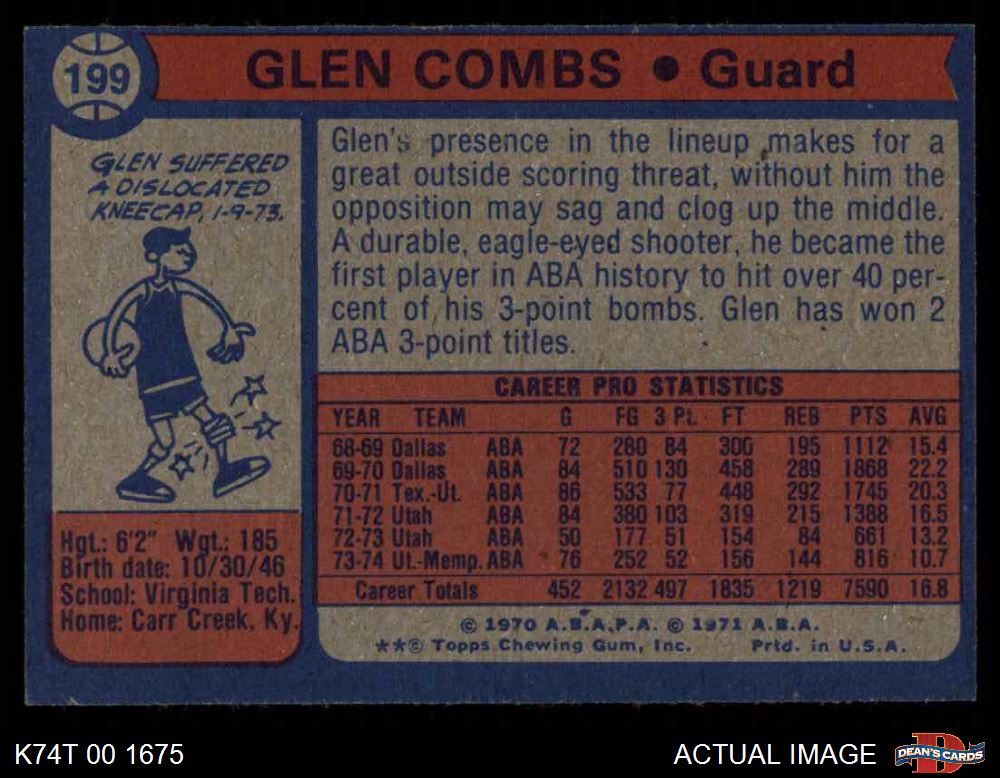 199
GLEN COMBS • Guard
GLEN SUFFERED
A DISLOCATED
KNEECAP, 1-9-73.
Glen's presence in the lineup makes for a
great outside scoring threat, without him the
opposition may sag and clog up the middle.
A durable, eagle-eyed shooter, he became the
first player in ABA history to hit over 40 per-
cent of his 3-point bombs. Glen has won 2
ABA 3-point titles.
CAREER PRO STATISTICS
YEAR TEAM G FG 3 Pt. FT REB PTS AVG
68-69 Dallas ABA 72 280 84 300 195 1112 15.4
69-70 Dallas ABA 84 510 130 458 289 1868 22.2
70-71 Tex.-Ut. ABA 86 533 77 448 292 1745 20.3
71-72 Utah ABA 84 380 103 319 215 1388 16.5
72-73 Utah ABA 50 177 51 154 84 661 13.2
73-74 Ut.-Memp. ABA 76 252 52 156 144 816 10.7
Career Totals 452 2132 497 1835 1219 7590 16.8
Hgt.: 6'2" Wgt.: 185
Birth date: 10/30/46
School: Virginia Tech.
Home: Carr Creek, Ky.
© 1970 A.B.A.P.A. © 1971 A.B.A.
**© Topps Chewing Gum, Inc. Prtd. in U.S.A.
K74T 00 1675
ACTUAL IMAGE
DEAN'S CARDS